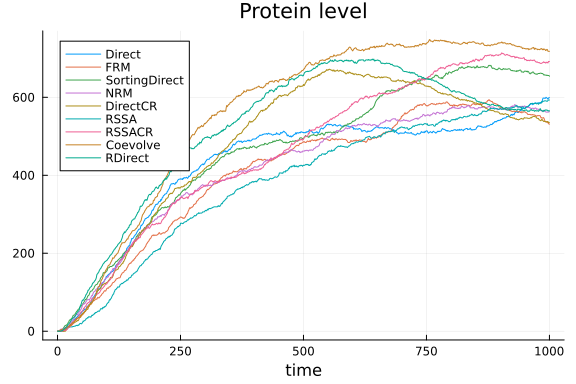 Protein level
Direct
FRM
SortingDirect
NRM
DirectCR
RSSA
RSSACR
Coevolve
RDirect
600
400
200
0
0 250 500 750 1000
time